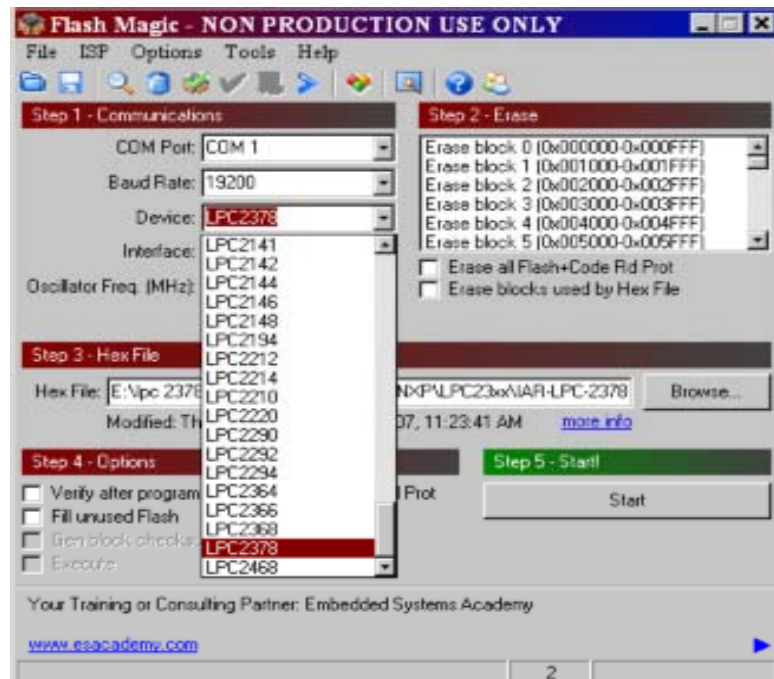 Flash Magic - NON PRODUCTION USE ONLY
File ISP Options Tools Help
Step 1 - Communications
COM Port: COM 1
Baud Rate: 19200
Device: LPC2378
Interface:
Oscillator Freq. (MHz):
LPC2141
LPC2142
LPC2144
LPC2146
LPC2148
LPC2194
LPC2212
LPC2214
LPC2210
LPC2220
LPC2290
LPC2292
LPC2294
LPC2364
LPC2366
LPC2368
LPC2378
LPC2468
Step 2 - Erase
Erase block 0 (0x000000-0x000FFF)
Erase block 1 (0x001000-0x001FFF)
Erase block 2 (0x002000-0x002FFF)
Erase block 3 (0x003000-0x003FFF)
Erase block 4 (0x004000-0x004FFF)
Erase block 5 (0x005000-0x005FFF)
Erase all Flash+Code Rd Prot
Erase blocks used by Hex File
Step 3 - Hex File
Hex File: E:\lpc 2378 NXP\LPC23xx\IAR-LPC-2378 Browse...
Modified: Th 07, 11:23:41 AM more info
Step 4 - Options
Verify after program Prot
Fill unused Flash
Gen block checks
Execute
Step 5 - Start!
Start
Your Training or Consulting Partner: Embedded Systems Academy
www.esacademy.com
2